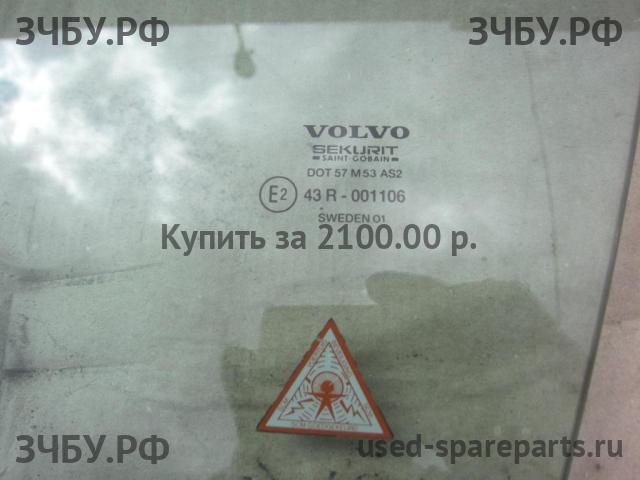 ЗЧБУ.РФ ЗЧБУ.РФ
VOLVO
SEKURIT
SAINT-GOBAIN
DOT 57 M 53 AS2
E2 43 R - 001106
SWEDEN 01
Купить за 2100.00 р.
ЗЧБУ.РФ used-spareparts.ru